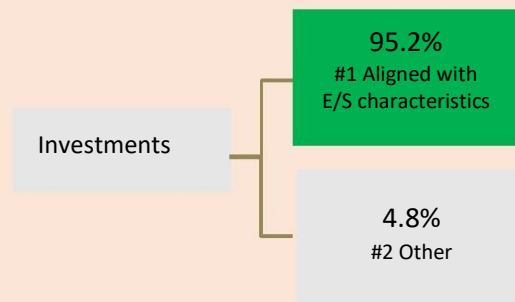 Investments
95.2%
#1 Aligned with
E/S characteristics
4.8%
#2 Other